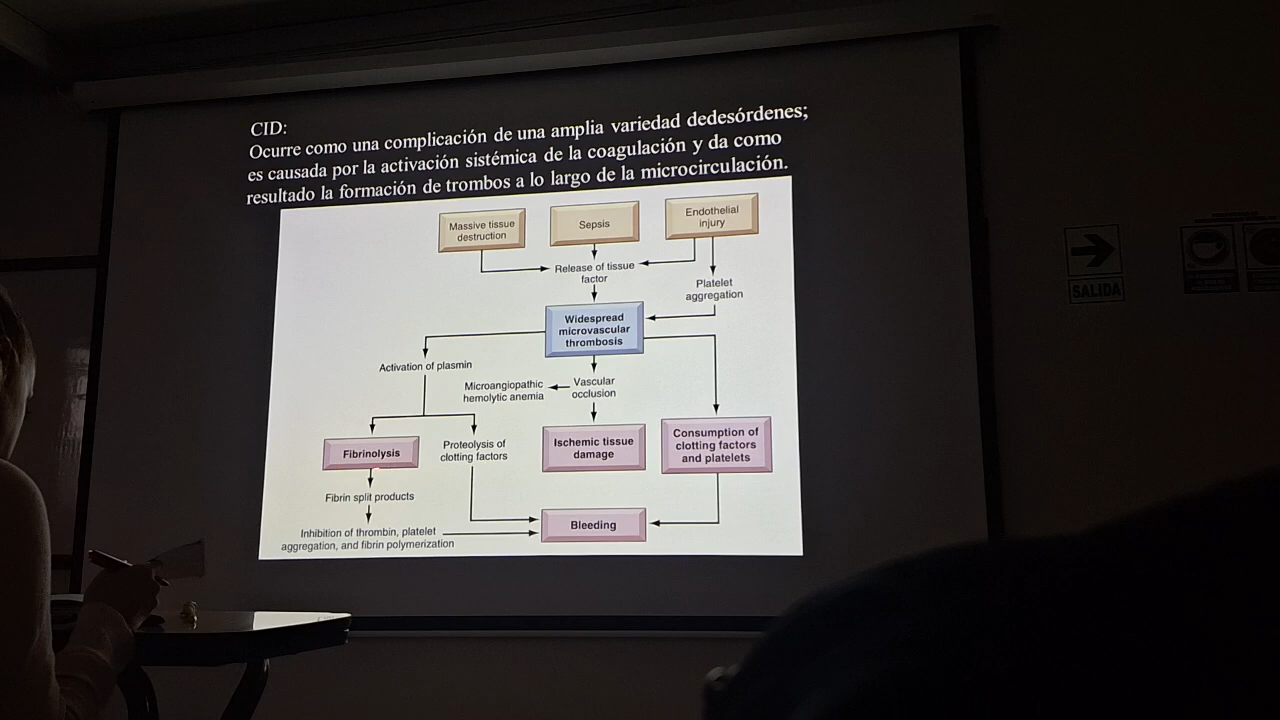 CID:
Ocurre como una complicación de una amplia variedad dedesórdenes;
es causada por la activación sistémica de la coagulación y da como
resultado la formación de trombos a lo largo de la microcirculación.
Massive tissue
destruction
Sepsis
Endothelial
injury
Release of tissue
factor
Platelet
aggregation
Widespread
microvascular
thrombosis
Activation of plasmin
Microangiopathic
hemolytic anemia
Vascular
occlusion
Fibrinolysis
Proteolysis of
clotting factors
Ischemic tissue
damage
Consumption of
clotting factors
and platelets
Fibrin split products
Bleeding
Inhibition of thrombin, platelet
aggregation, and fibrin polymerization
SALIDA